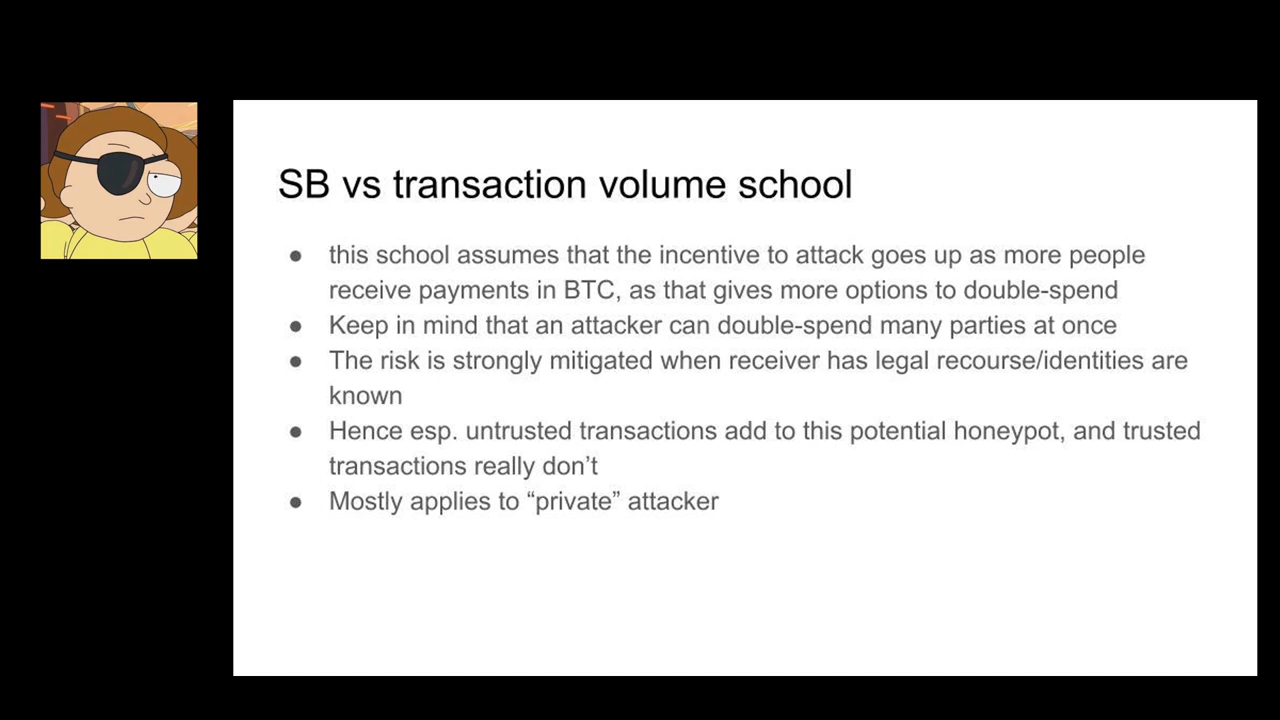 SB vs transaction volume school
● this school assumes that the incentive to attack goes up as more people
receive payments in BTC, as that gives more options to double-spend
● Keep in mind that an attacker can double-spend many parties at once
● The risk is strongly mitigated when receiver has legal recourse/identities are
known
● Hence esp. untrusted transactions add to this potential honeypot, and trusted
transactions really don’t
● Mostly applies to “private” attacker